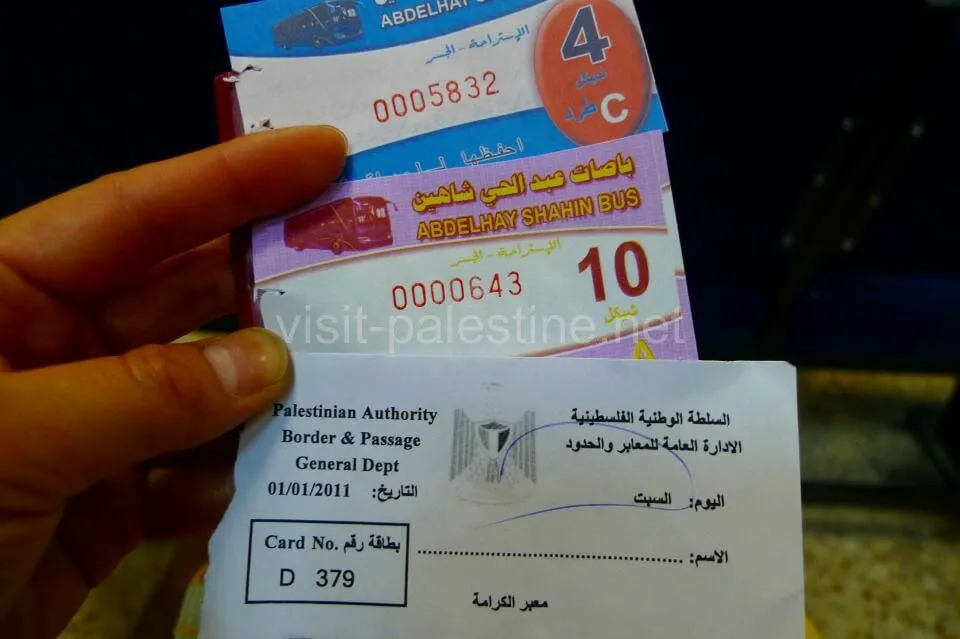 ABDELHAY
الإستراحة - الجسر
4
شيكل
طرد C
0005832
احفظها
باصات عبد الحي شاهين
ABDELHAY SHAHIN BUS
الإستراحة - الجسر
10
شيكل
0000643
A
visit-palestine.net
Palestinian Authority
Border & Passage
General Dept
السلطة الوطنية الفلسطينية
الادارة العامة للمعابر والحدود
01/01/2011 التاريخ:
اليوم: السبت
Card No. بطاقة رقم
D 379
الاسم: ................................
معبر الكرامة